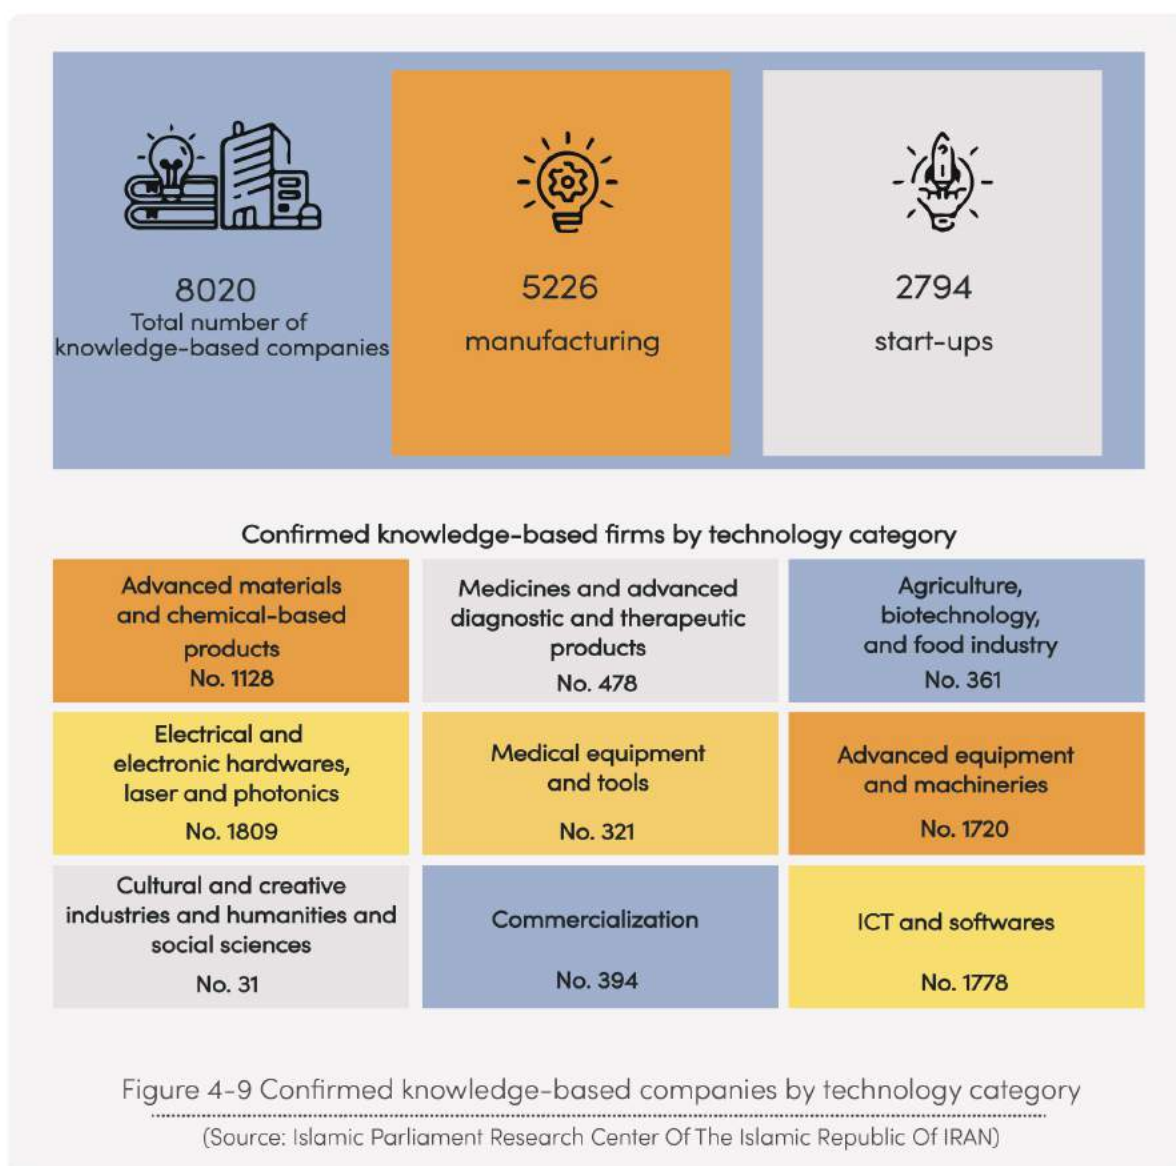 8020
Total number of
knowledge-based companies
5226
manufacturing
2794
start-ups
Confirmed knowledge-based firms by technology category
Advanced materials
and chemical-based
products
No. 1128
Medicines and advanced
diagnostic and therapeutic
products
No. 478
Agriculture,
biotechnology,
and food industry
No. 361
Electrical and
electronic hardwares,
laser and photonics
No. 1809
Medical equipment
and tools
No. 321
Advanced equipment
and machineries
No. 1720
Cultural and creative
industries and humanities and
social sciences
No. 31
Commercialization
No. 394
ICT and softwares
No. 1778
Figure 4-9 Confirmed knowledge-based companies by technology category
(Source: Islamic Parliament Research Center Of The Islamic Republic Of IRAN)